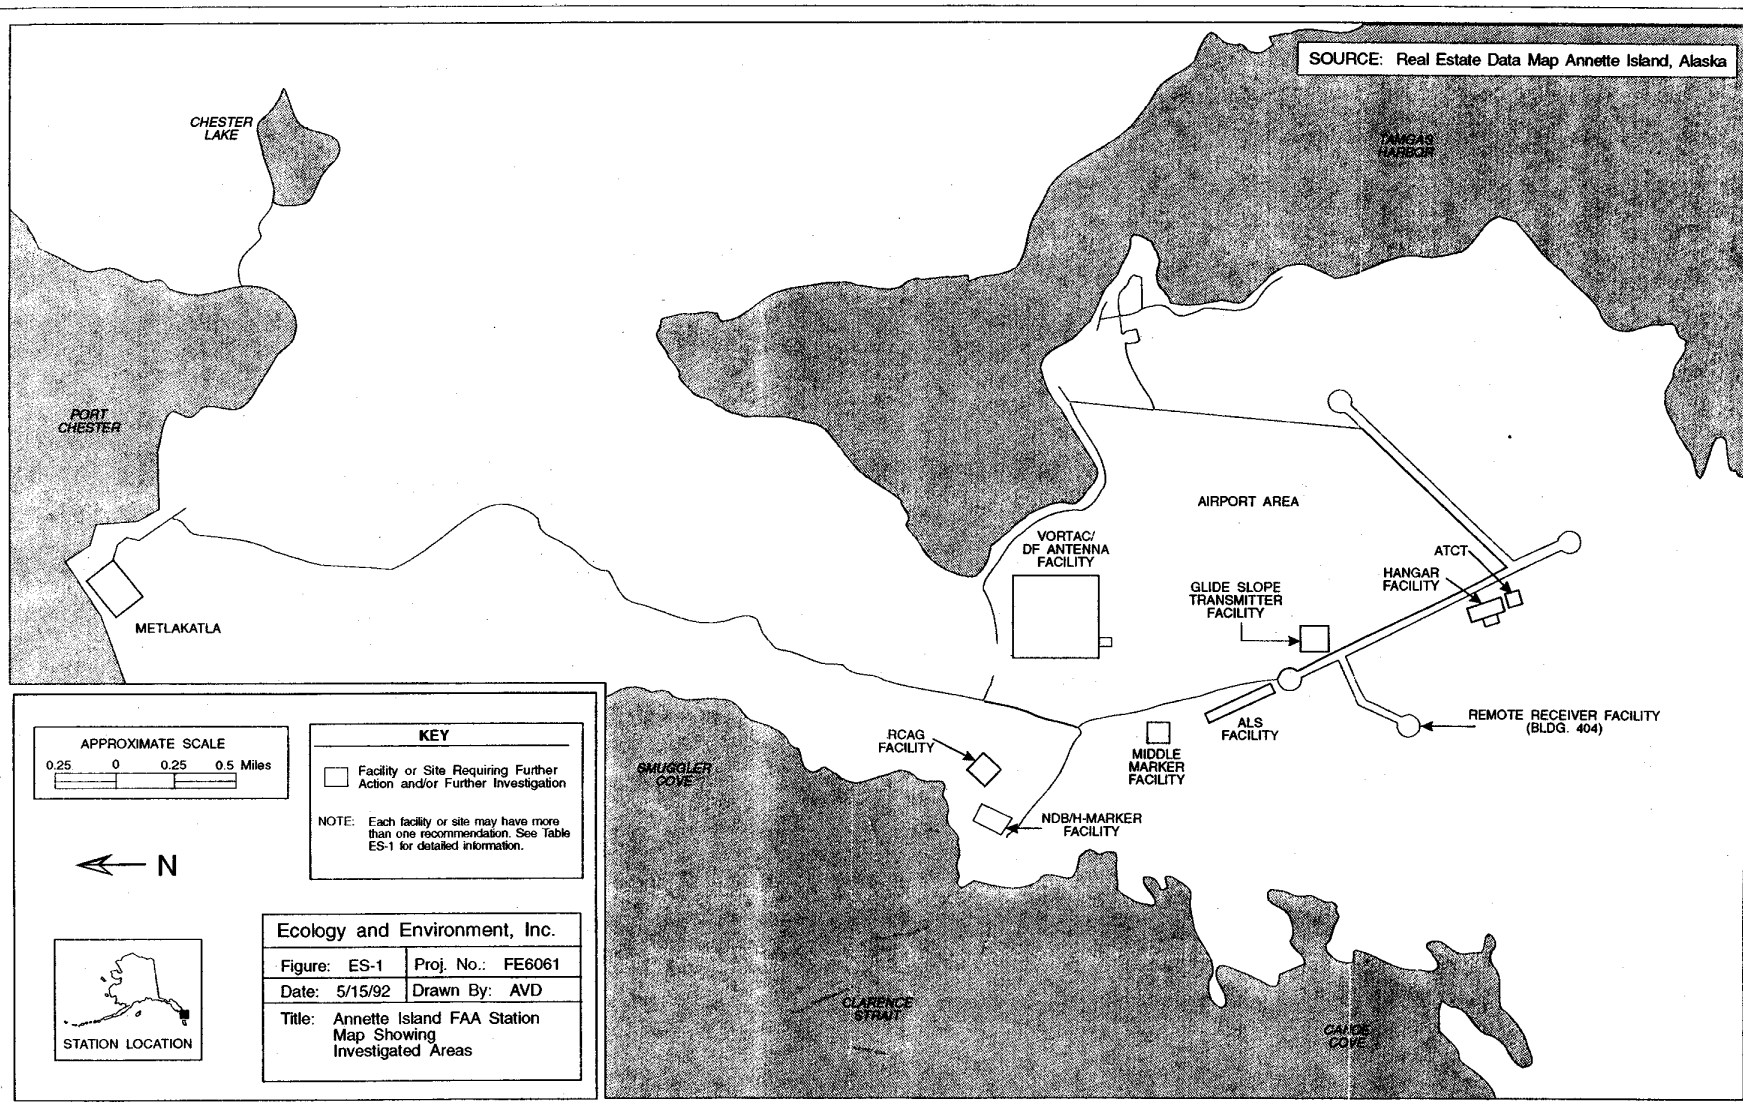 SOURCE: Real Estate Data Map Annette Island, Alaska
CHESTER
LAKE
TAMGAS
HARBOR
PORT
CHESTER
METLAKATLA
AIRPORT AREA
VORTAC/
DF ANTENNA
FACILITY
ATCT
HANGAR
FACILITY
GLIDE SLOPE
TRANSMITTER
FACILITY
REMOTE RECEIVER FACILITY
(BLDG. 404)
ALS
FACILITY
MIDDLE
MARKER
FACILITY
RCAG
FACILITY
NDB/H-MARKER
FACILITY
SMUGGLER
COVE
CLARENCE
STRAIT
CANOE
COVE
APPROXIMATE SCALE
0.25 0 0.25 0.5 Miles
KEY
Facility or Site Requiring Further
Action and/or Further Investigation
NOTE: Each facility or site may have more
than one recommendation. See Table
ES-1 for detailed information.
N
STATION LOCATION
Ecology and Environment, Inc.
Figure: ES-1 Proj. No.: FE6061
Date: 5/15/92 Drawn By: AVD
Title: Annette Island FAA Station
Map Showing
Investigated Areas